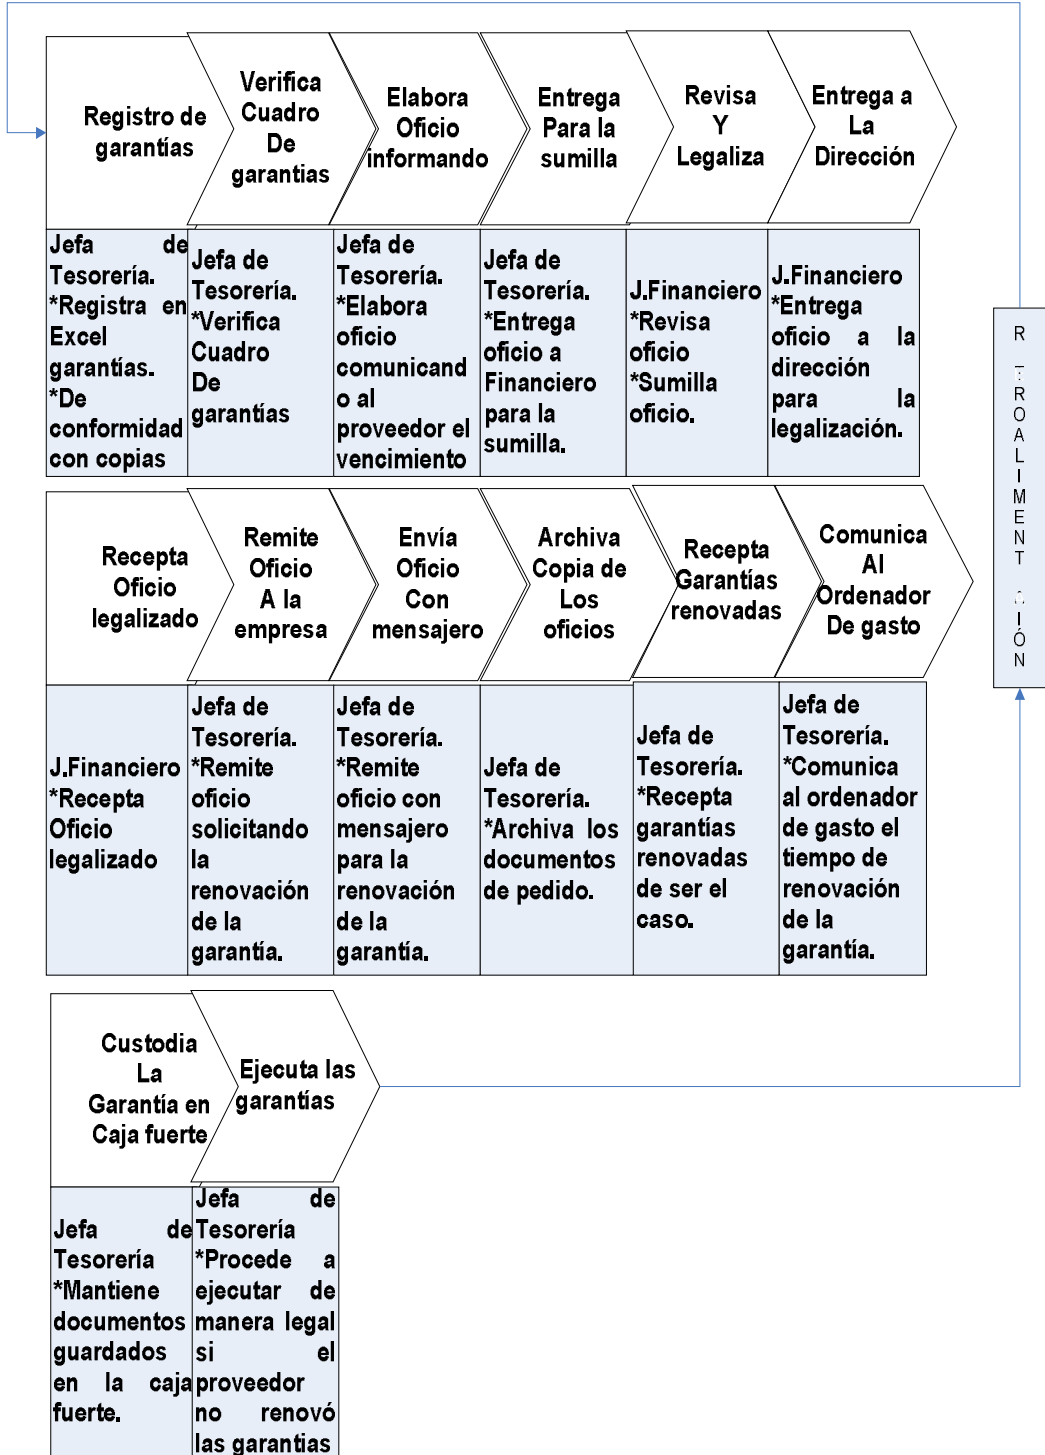 Registro de
garantías
Verifica
Cuadro
De
garantias
Elabora
Oficio
informando
Entrega
Para la
sumilla
Revisa
Y
Legaliza
Entrega a
La
Dirección
Jefa de
Tesorería.
*Registra en
Excel
garantías.
*De
conformidad
con copias
Jefa de
Tesorería.
*Verifica
Cuadro
De
garantías
Jefa de
Tesorería.
*Elabora
oficio
comunicand
o al
proveedor el
vencimiento
Jefa de
Tesorería.
*Entrega
oficio a
Financiero
para la
sumilla.
J.Financiero
*Revisa
oficio
*Sumilla
oficio.
J.Financiero
*Entrega
oficio a la
dirección
para la
legalización.
Recepta
Oficio
legalizado
Remite
Oficio
A la
empresa
Envía
Oficio
Con
mensajero
Archiva
Copia de
Los
oficios
Recepta
Garantías
renovadas
Comunica
Al
Ordenador
De gasto
J.Financiero
*Recepta
Oficio
legalizado
Jefa de
Tesorería.
*Remite
oficio
solicitando
la
renovación
de la
garantía.
Jefa de
Tesorería.
*Remite
oficio con
mensajero
para la
renovación
de la
garantía.
Jefa de
Tesorería.
*Archiva los
documentos
de pedido.
Jefa de
Tesorería.
*Recepta
garantías
renovadas
de ser el
caso.
Jefa de
Tesorería.
*Comunica
al ordenador
de gasto el
tiempo de
renovación
de la
garantía.
Custodia
La
Garantía en
Caja fuerte
Ejecuta las
garantías
Jefa de
Tesorería
*Mantiene
documentos
guardados
en la caja
fuerte.
Jefa de
Tesorería
*Procede a
ejecutar de
manera legal
si el
proveedor
no renovó
las garantias